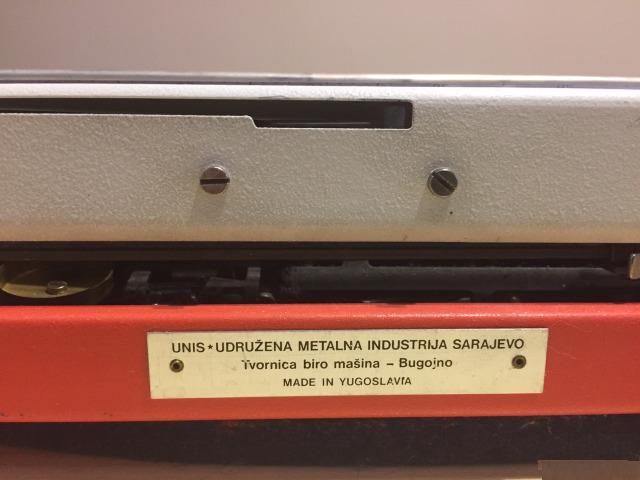 UNIS★UDRUŽENA METALNA INDUSTRIJA SARAJEVO
Tvornica biro mašina – Bugojno
MADE IN YUGOSLAVIA